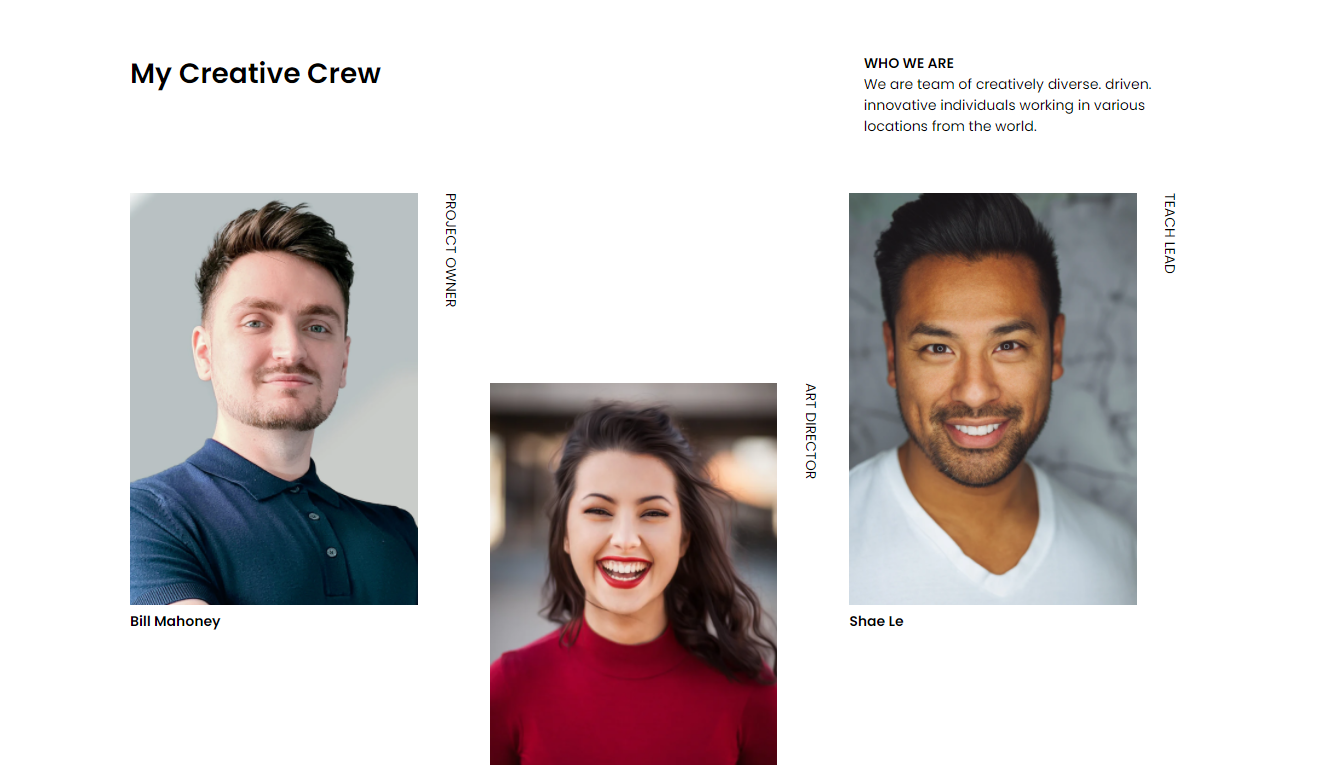 My Creative Crew
WHO WE ARE
We are team of creatively diverse. driven.
innovative individuals working in various
locations from the world.
PROJECT OWNER
Bill Mahoney
ART DIRECTOR
TEACH LEAD
Shae Le